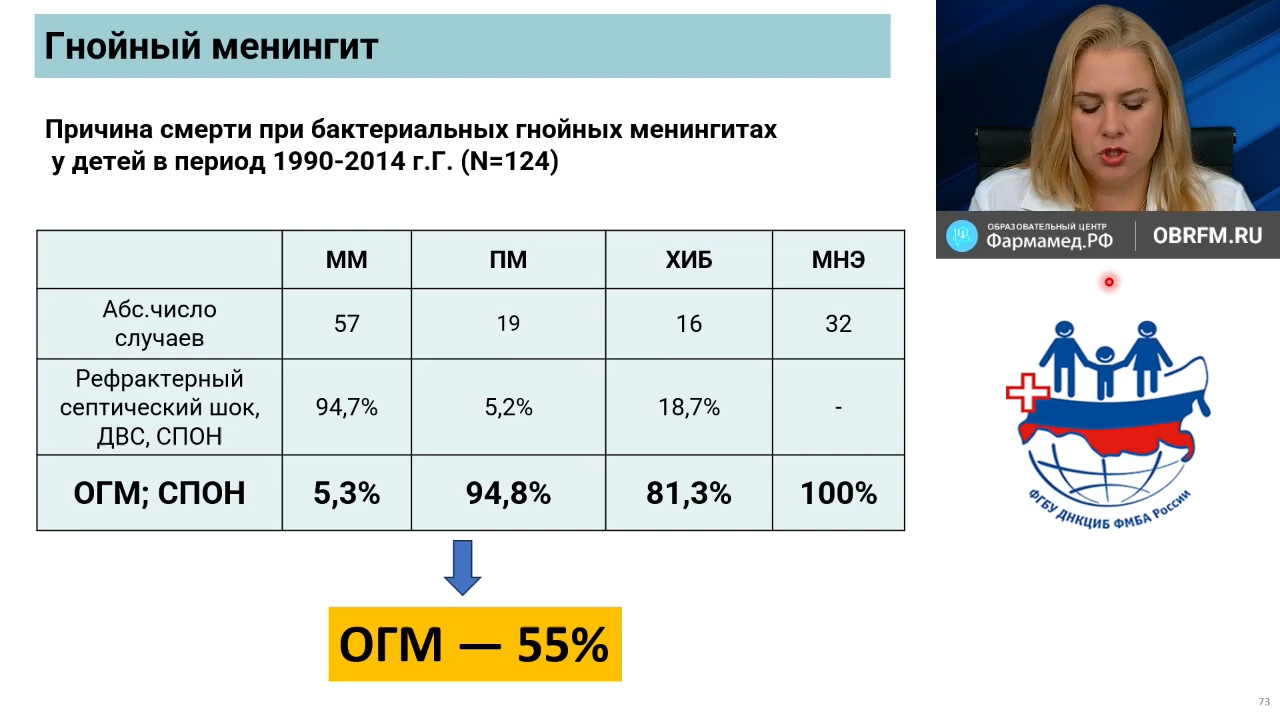 Гнойный менингит
Причина смерти при бактериальных гнойных менингитах
у детей в период 1990-2014 г.Г. (N=124)
ММ ПМ ХИБ МНЭ
Абс.число
случаев
57 19 16 32
Рефрактерный
септический шок,
ДВС, СПОН
94,7% 5,2% 18,7% -
ОГМ; СПОН 5,3% 94,8% 81,3% 100%
ОГМ — 55%
ОБРАЗОВАТЕЛЬНЫЙ ЦЕНТР
Фармамед.РФ
OBRFM.RU
ФГБУ ДНКЦИБ ФМБА России
73